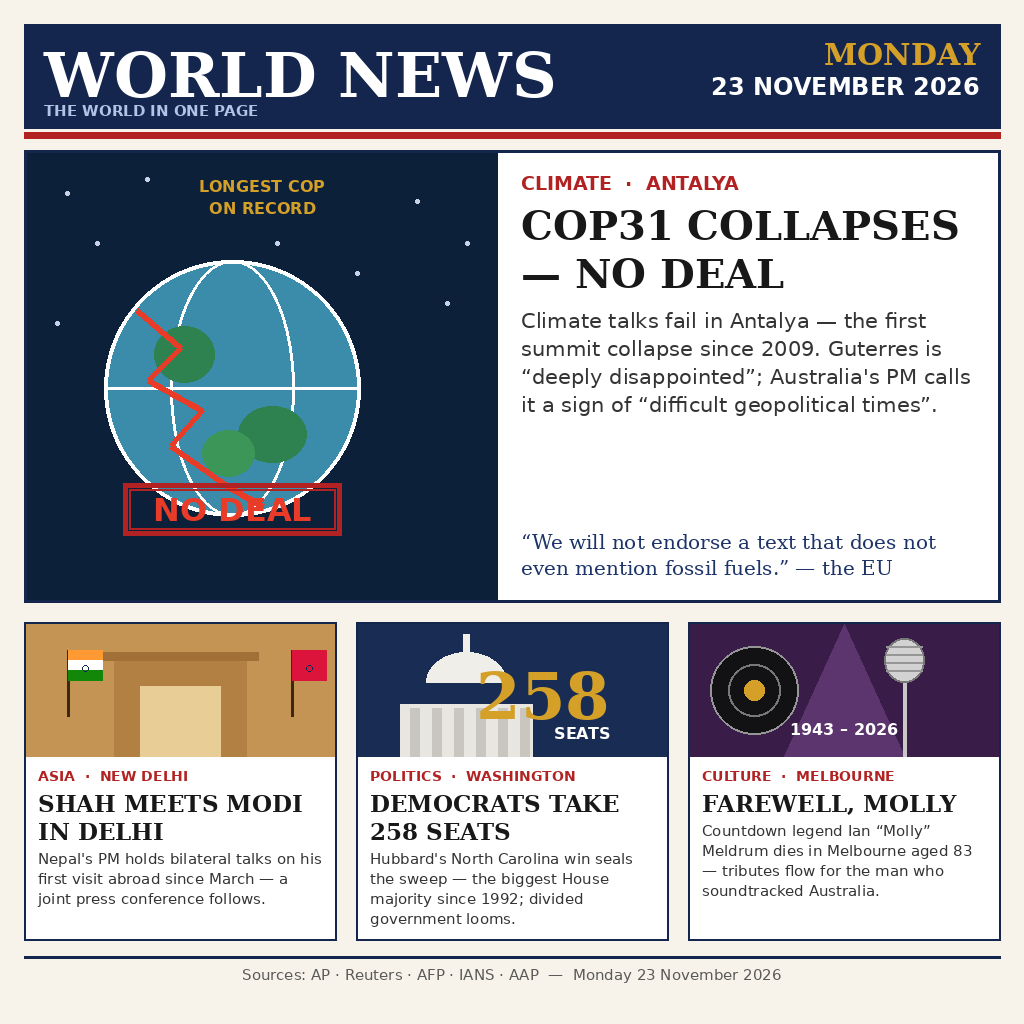 WORLD NEWS
THE WORLD IN ONE PAGE
MONDAY
23 NOVEMBER 2026
LONGEST COP
ON RECORD
NO DEAL
CLIMATE · ANTALYA
COP31 COLLAPSES
— NO DEAL
Climate talks fail in Antalya — the first
summit collapse since 2009. Guterres is
“deeply disappointed”; Australia's PM calls
it a sign of “difficult geopolitical times”.
“We will not endorse a text that does not
even mention fossil fuels.” — the EU
ASIA · NEW DELHI
SHAH MEETS MODI
IN DELHI
Nepal's PM holds bilateral talks on his
first visit abroad since March — a
joint press conference follows.
258
SEATS
POLITICS · WASHINGTON
DEMOCRATS TAKE
258 SEATS
Hubbard's North Carolina win seals
the sweep — the biggest House
majority since 1992; divided
government looms.
1943 – 2026
CULTURE · MELBOURNE
FAREWELL, MOLLY
Countdown legend Ian “Molly”
Meldrum dies in Melbourne aged 83
— tributes flow for the man who
soundtracked Australia.
Sources: AP · Reuters · AFP · IANS · AAP — Monday 23 November 2026